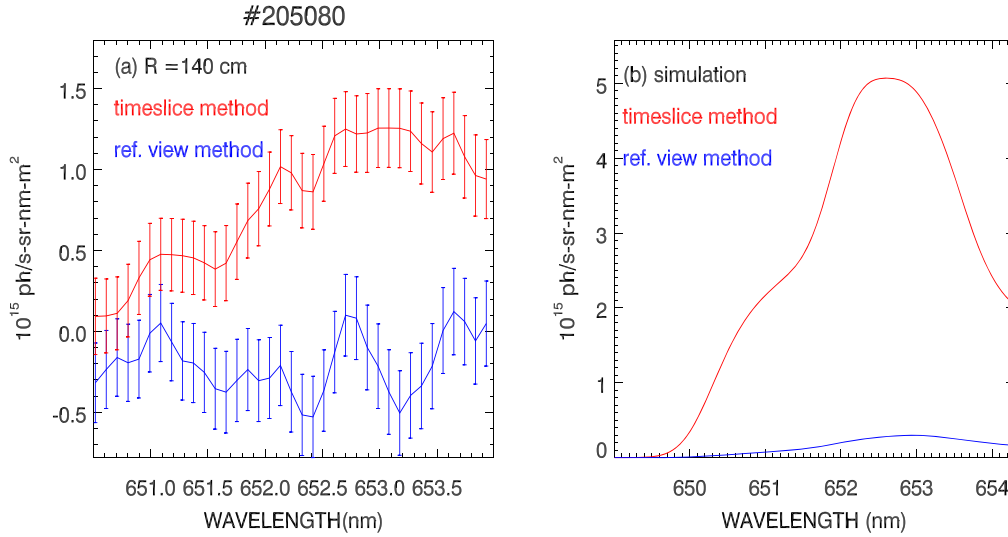 #205080
(a) R =140 cm
timeslice method
ref. view method
1.5
1.0
0.5
0.0
-0.5
10^15 ph/s-sr-nm-m^2
651.0 651.5 652.0 652.5 653.0 653.5
WAVELENGTH(nm)
(b) simulation
timeslice method
ref. view method
5
4
3
2
1
0
10^15 ph/s-sr-nm-m^2
650 651 652 653 654
WAVELENGTH (nm)